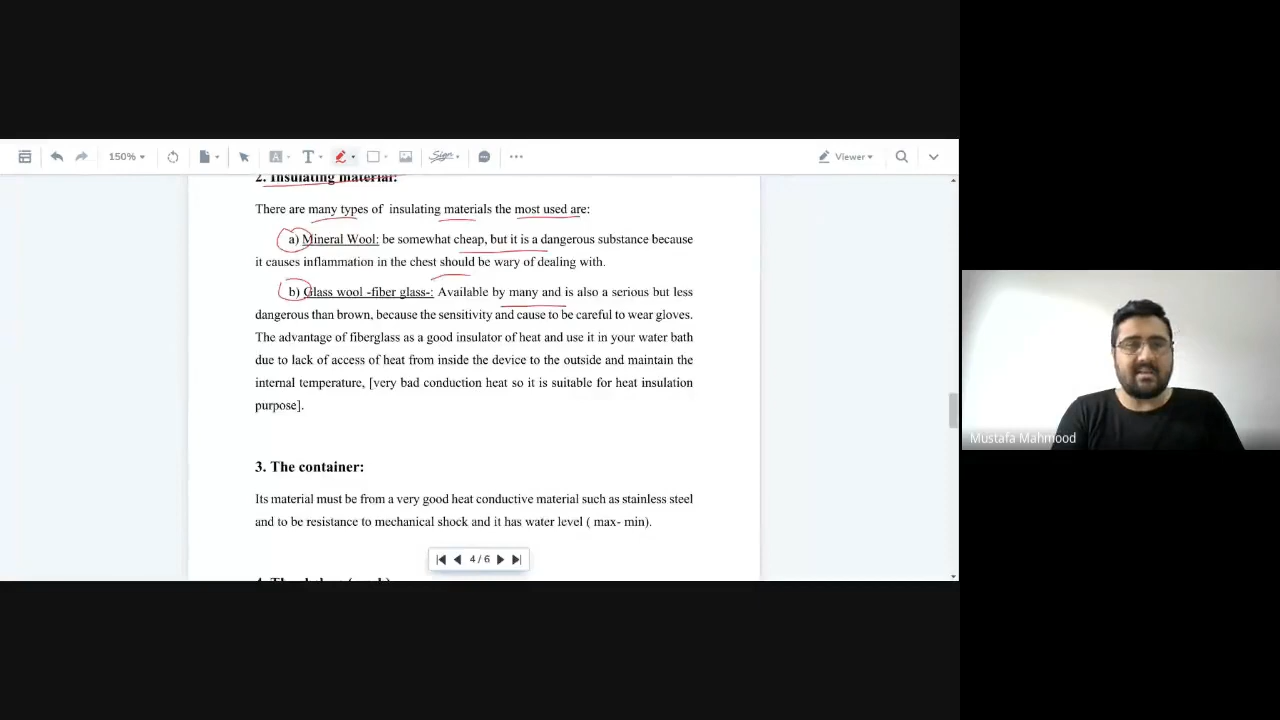 150%
T
A
Sign
Viewer
2. Insulating material:
There are many types of insulating materials the most used are:
a) Mineral Wool: be somewhat cheap, but it is a dangerous substance because
it causes inflammation in the chest should be wary of dealing with.
b) Glass wool -fiber glass-: Available by many and is also a serious but less
dangerous than brown, because the sensitivity and cause to be careful to wear gloves.
The advantage of fiberglass as a good insulator of heat and use it in your water bath
due to lack of access of heat from inside the device to the outside and maintain the
internal temperature, [very bad conduction heat so it is suitable for heat insulation
purpose].
3. The container:
Its material must be from a very good heat conductive material such as stainless steel
and to be resistance to mechanical shock and it has water level ( max- min).
4 / 6
Mustafa Mahmood